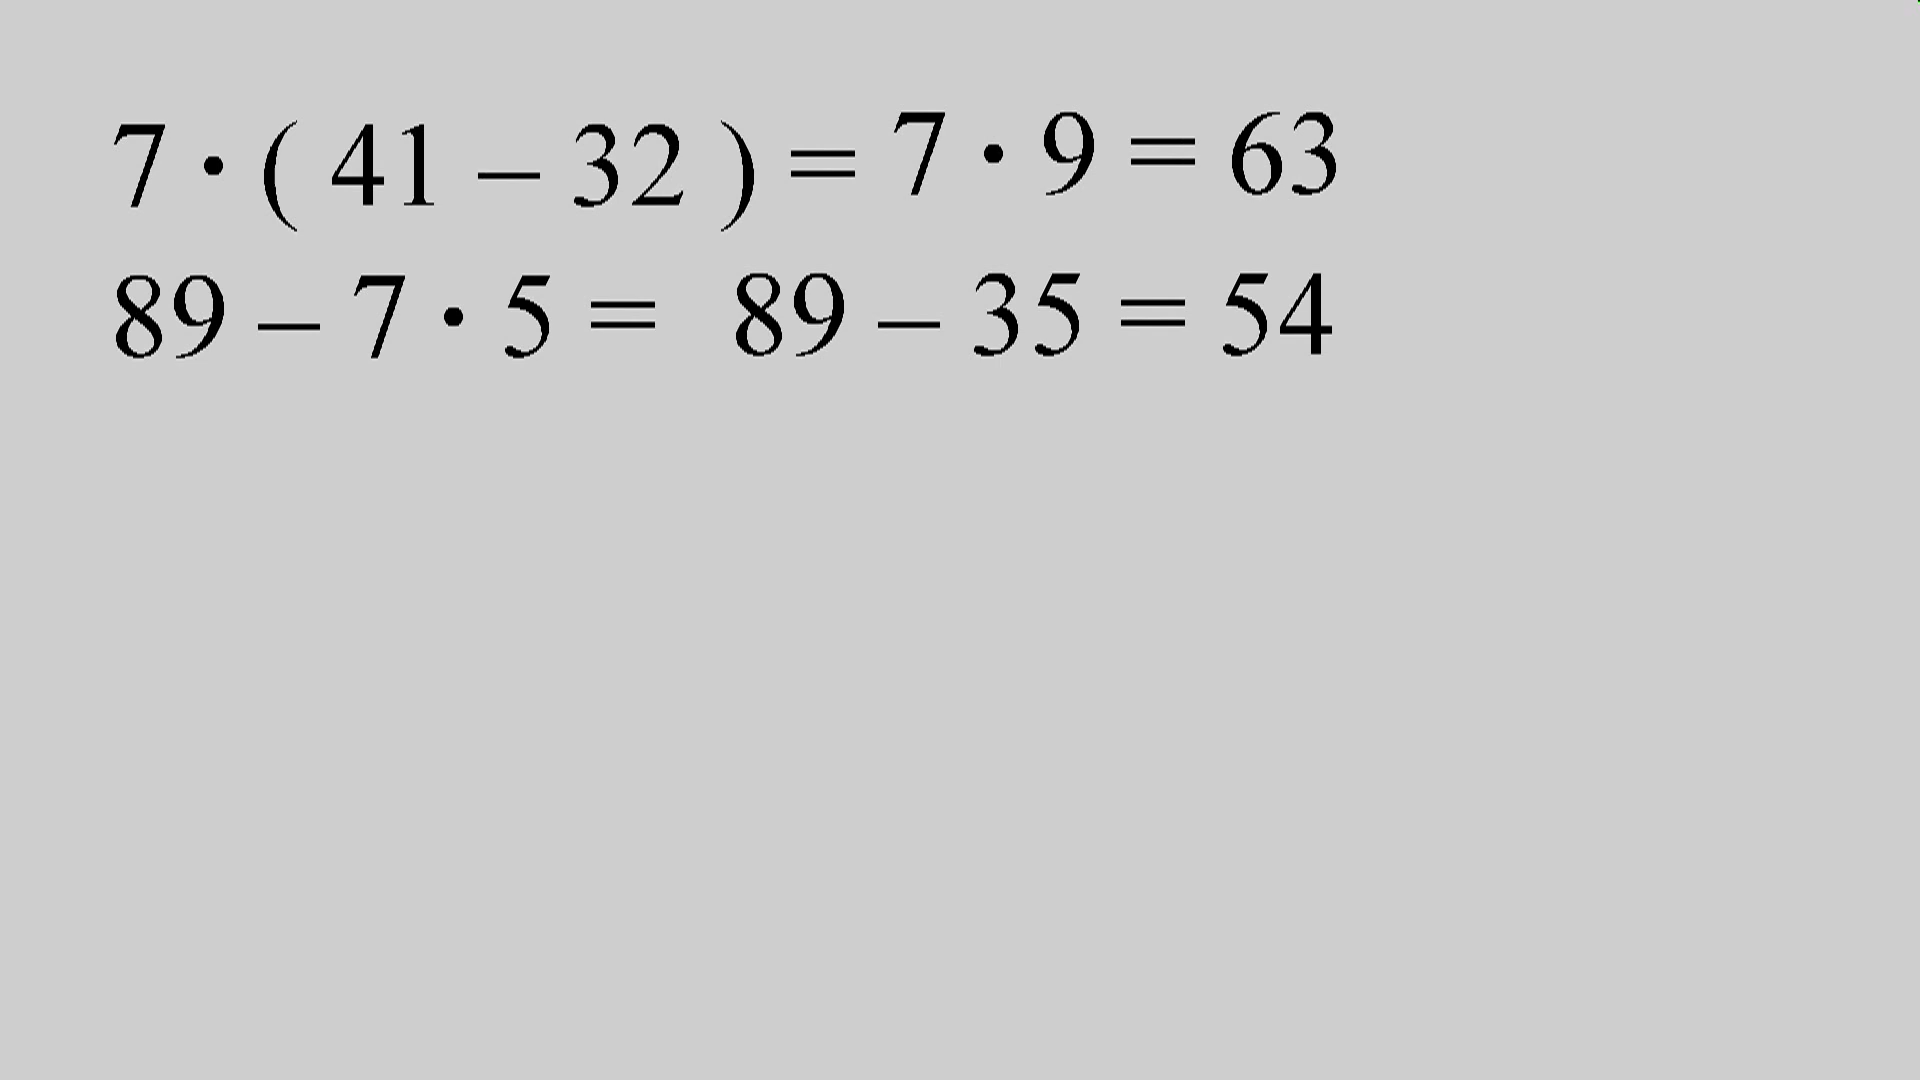 7 · ( 41 – 32 ) = 7 · 9 = 63
89 – 7 · 5 = 89 – 35 = 54